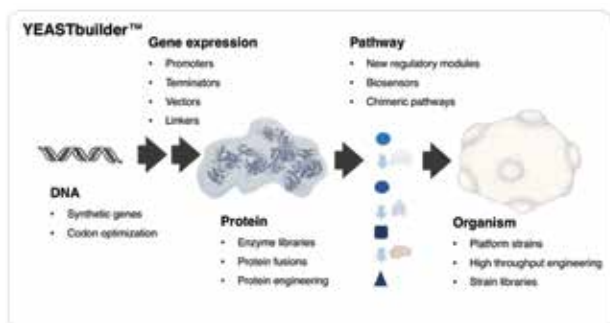 YEASTbuilder™
Gene expression
• Promoters
• Terminators
• Vectors
• Linkers
Pathway
• New regulatory modules
• Biosensors
• Chimeric pathways
DNA
• Synthetic genes
• Codon optimization
Protein
• Enzyme libraries
• Protein fusions
• Protein engineering
Organism
• Platform strains
• High throughput engineering
• Strain libraries